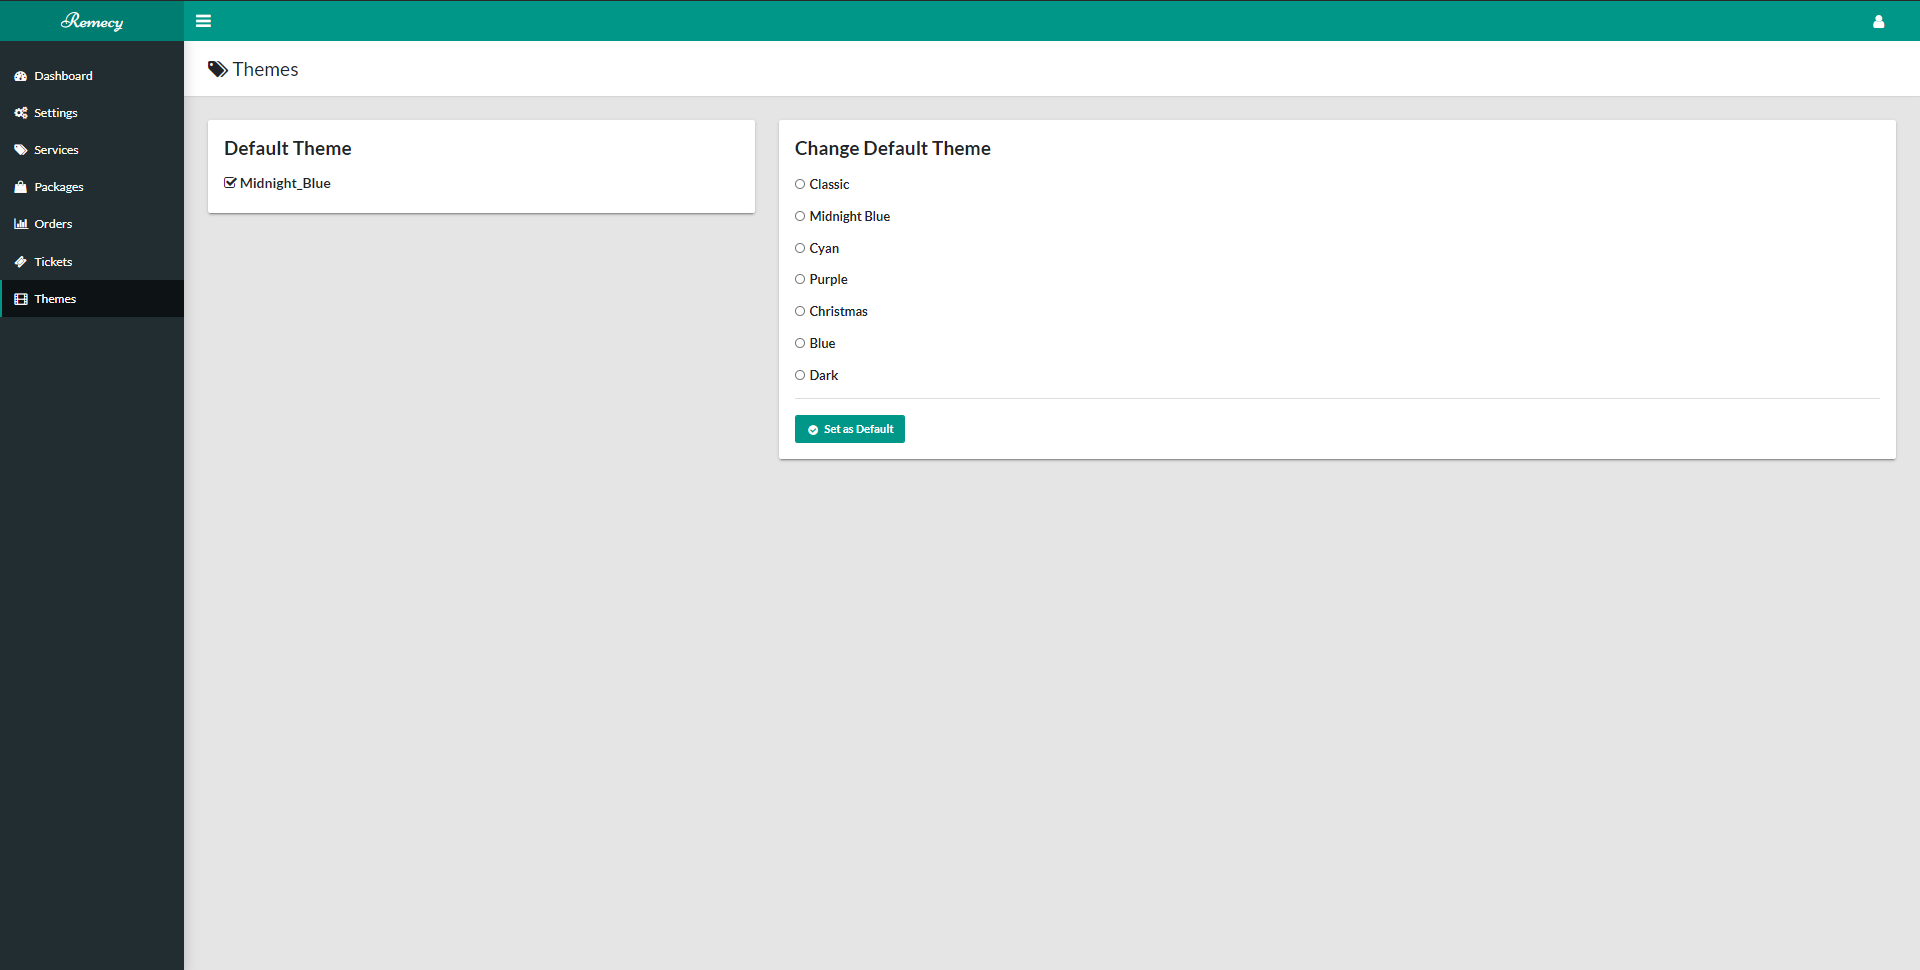 Remecy
Dashboard
Settings
Services
Packages
Orders
Tickets
Themes
Themes
Default Theme
Midnight_Blue
Change Default Theme
Classic
Midnight Blue
Cyan
Purple
Christmas
Blue
Dark
Set as Default